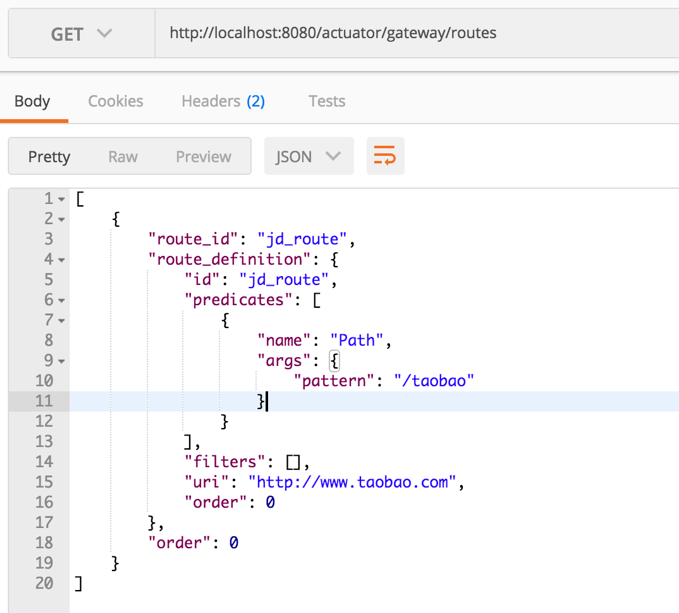 GET http://localhost:8080/actuator/gateway/routes
Body Cookies Headers (2) Tests
Pretty Raw Preview JSON
1 [
2 {
3 "route_id": "jd_route",
4 "route_definition": {
5 "id": "jd_route",
6 "predicates": [
7 {
8 "name": "Path",
9 "args": {
10 "pattern": "/taobao"
11 }
12 }
13 ],
14 "filters": [],
15 "uri": "http://www.taobao.com",
16 "order": 0
17 },
18 "order": 0
19 }
20 ]